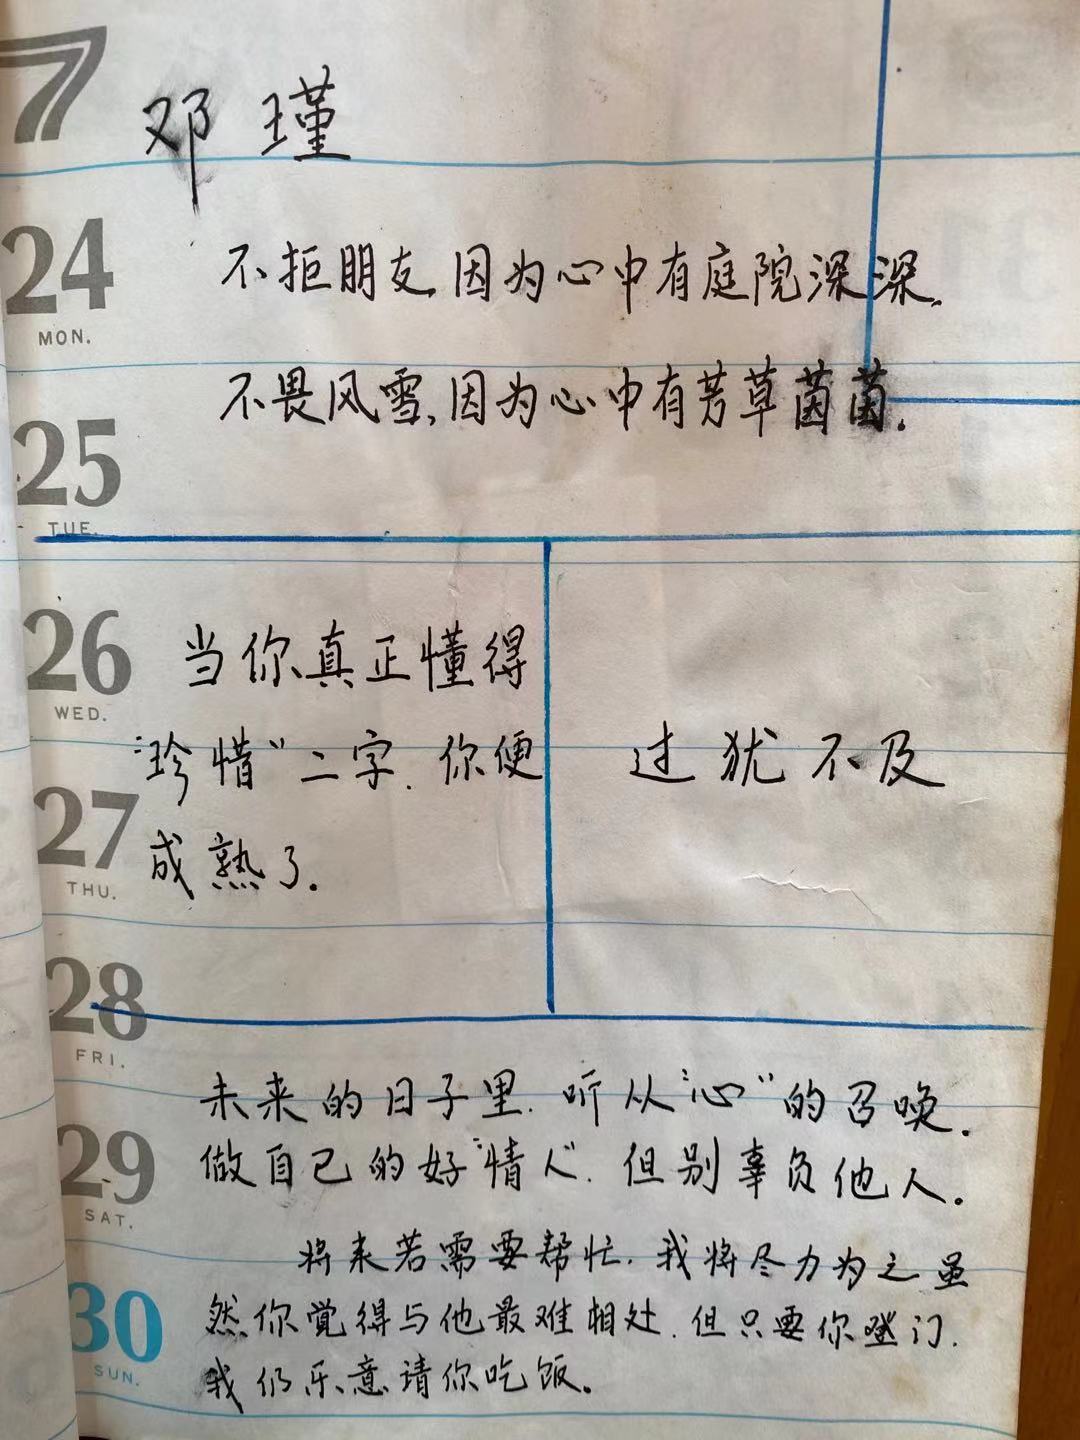 7
邓瑾
24
MON.
不拒朋友,因为心中有庭院深深.
25
TUE.
不畏风雪,因为心中有芳草茵茵.
26
WED.
当你真正懂得
"珍惜"二字.你便
27
THU.
成熟了.
过犹不及
28
FRI.
未来的日子里.听从"心"的召唤.
29
SAT.
做自己的好"情人".但别辜负他人。
将来若需要帮忙.我将尽力为之虽
30
SUN.
然你觉得与他最难相处.但只要你登门.
我仍乐意请你吃饭。